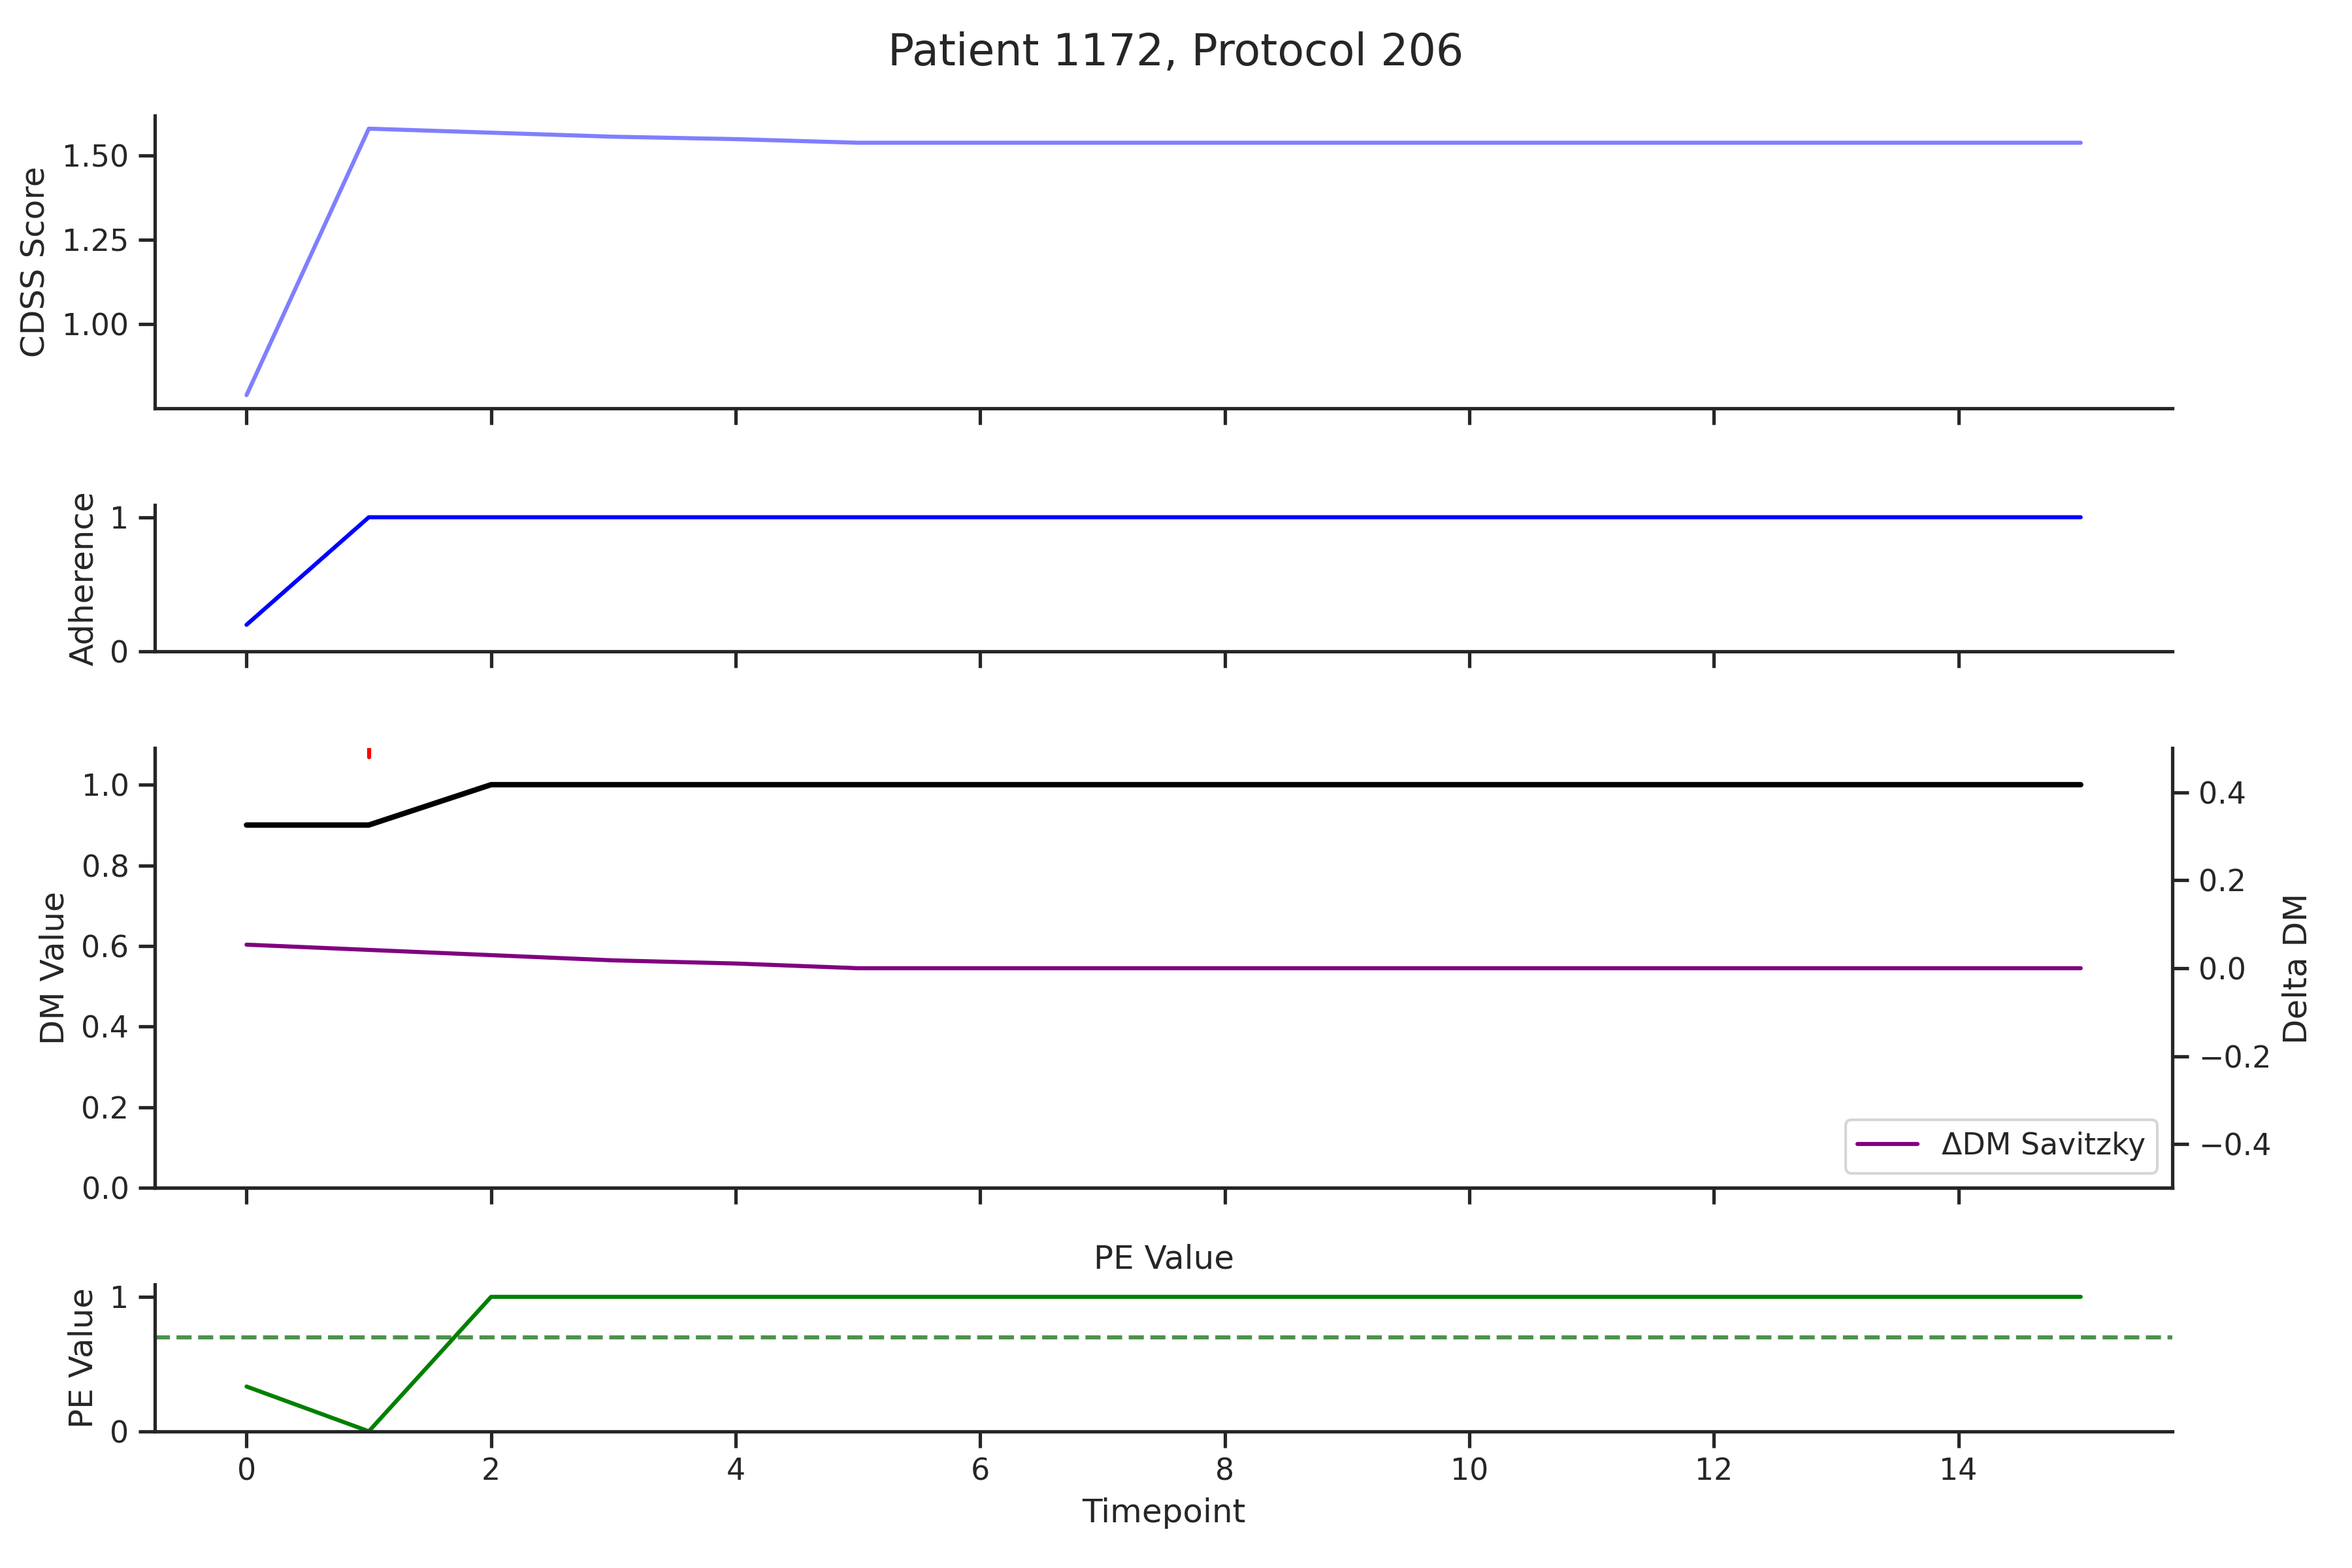 Patient 1172, Protocol 206
CDSS Score
1.50
1.25
1.00
Adherence
1
0
DM Value
1.0
0.8
0.6
0.4
0.2
0.0
Delta DM
0.4
0.2
0.0
−0.2
−0.4
ΔDM Savitzky
PE Value
PE Value
1
0
0 2 4 6 8 10 12 14
Timepoint